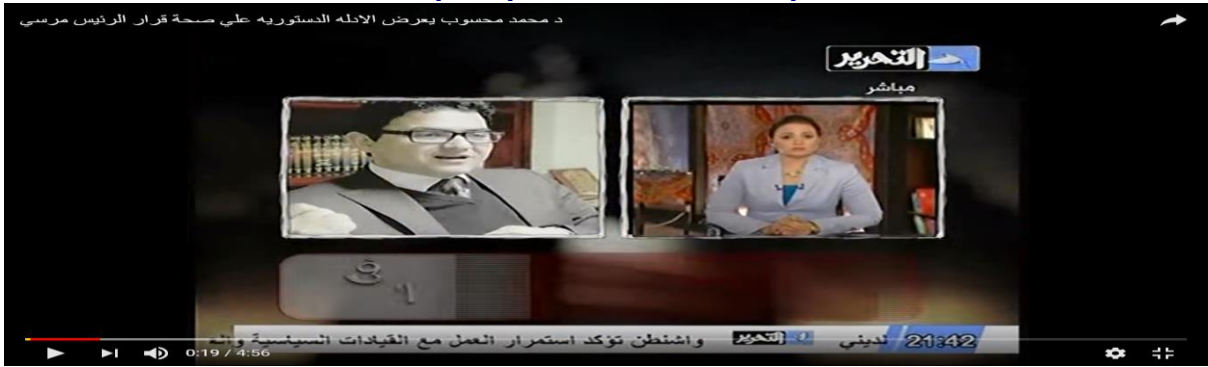 د محمد محسوب يعرض الادله الدستوريه علي صحة قرار الرئيس مرسي
التحرير
مباشر
21:42 لديني التحرير واشنطن تؤكد استمرار العمل مع القيادات السياسية
0:19 / 4:56